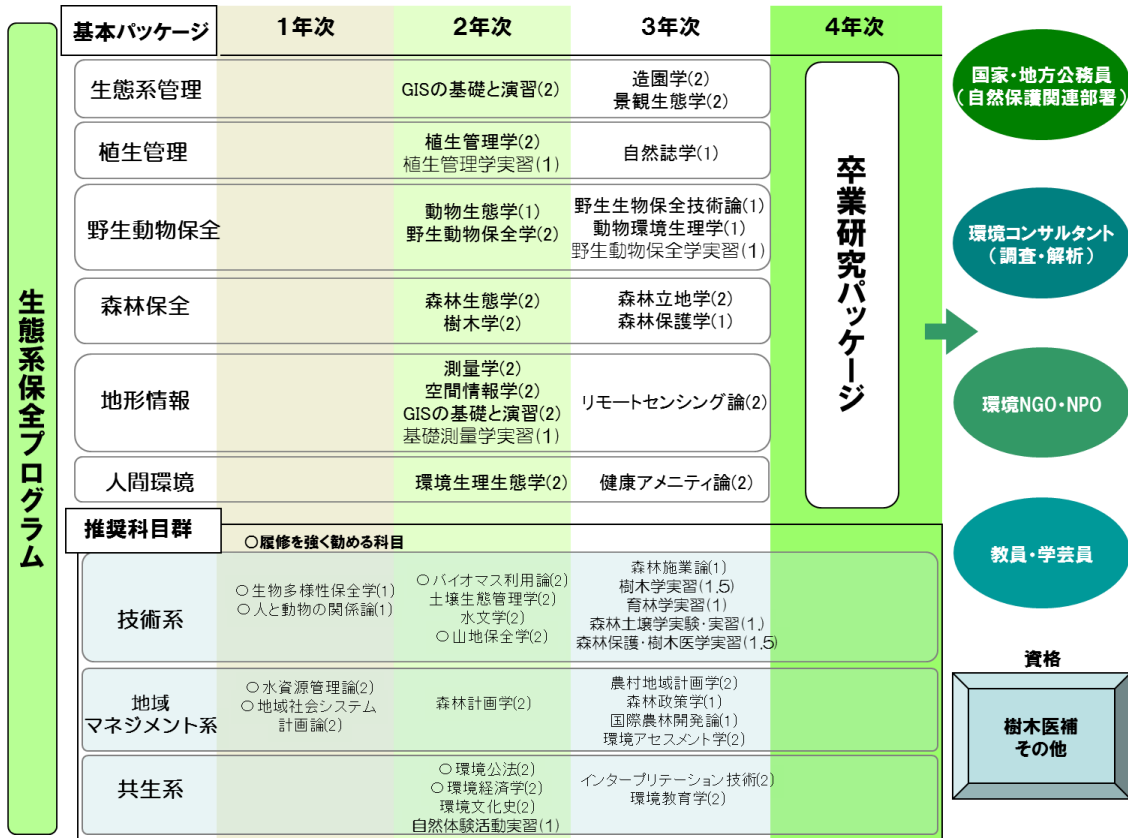 生態系保全プログラム
基本パッケージ
1年次
2年次
3年次
4年次
生態系管理
GISの基礎と演習(2)
造園学(2)
景観生態学(2)
植生管理
植生管理学(2)
植生管理学実習(1)
自然誌学(1)
野生動物保全
動物生態学(1)
野生動物保全学(2)
野生生物保全技術論(1)
動物環境生理学(1)
野生動物保全学実習(1)
森林保全
森林生態学(2)
樹木学(2)
森林立地学(2)
森林保護学(1)
地形情報
測量学(2)
空間情報学(2)
GISの基礎と演習(2)
基礎測量学実習(1)
リモートセンシング論(2)
人間環境
環境生理生態学(2)
健康アメニティ論(2)
卒業研究パッケージ
推奨科目群
○履修を強く勧める科目
技術系
○生物多様性保全学(1)
○人と動物の関係論(1)
○バイオマス利用論(2)
土壌生態管理学(2)
水文学(2)
○山地保全学(2)
森林施業論(1)
樹木学実習(1.5)
育林学実習(1)
森林土壌学実験・実習(1.)
森林保護・樹木医学実習(1.5)
地域
マネジメント系
○水資源管理論(2)
○地域社会システム
計画論(2)
森林計画学(2)
農村地域計画学(2)
森林政策学(1)
国際農林開発論(1)
環境アセスメント学(2)
共生系
○環境公法(2)
○環境経済学(2)
環境文化史(2)
自然体験活動実習(1)
インタープリテーション技術(2)
環境教育学(2)
国家・地方公務員
(自然保護関連部署)
環境コンサルタント
(調査・解析)
環境NGO・NPO
教員・学芸員
資格
樹木医補
その他